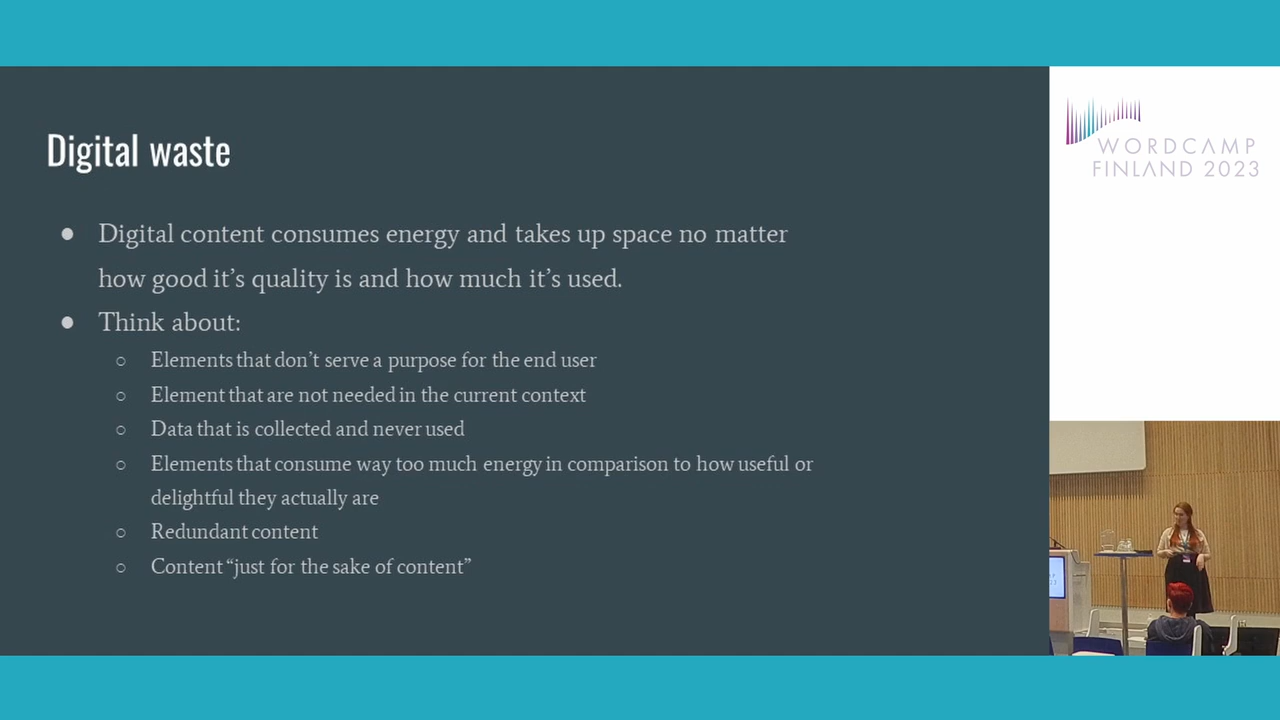 Digital waste
● Digital content consumes energy and takes up space no matter
how good it’s quality is and how much it’s used.
● Think about:
○ Elements that don’t serve a purpose for the end user
○ Element that are not needed in the current context
○ Data that is collected and never used
○ Elements that consume way too much energy in comparison to how useful or
delightful they actually are
○ Redundant content
○ Content “just for the sake of content”
WORDCAMP
FINLAND 2023